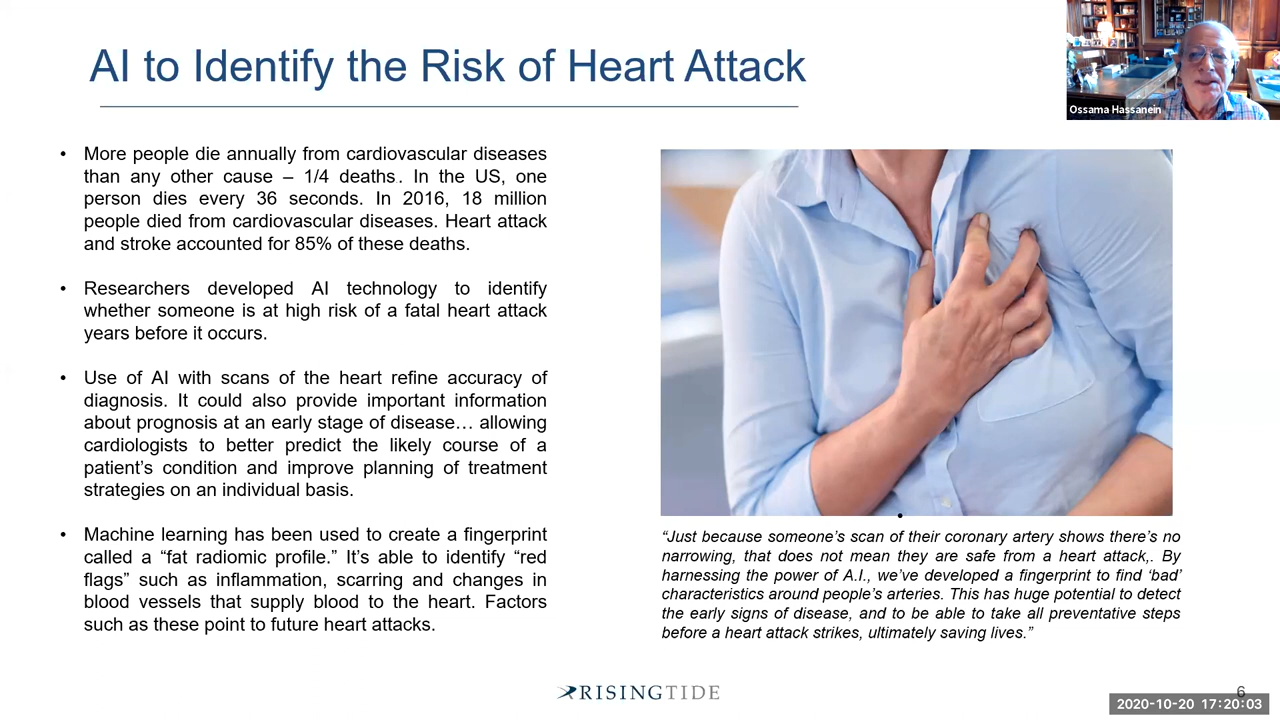 AI to Identify the Risk of Heart Attack
Ossama Hassanein
• More people die annually from cardiovascular diseases
than any other cause – 1/4 deaths. In the US, one
person dies every 36 seconds. In 2016, 18 million
people died from cardiovascular diseases. Heart attack
and stroke accounted for 85% of these deaths.
• Researchers developed AI technology to identify
whether someone is at high risk of a fatal heart attack
years before it occurs.
• Use of AI with scans of the heart refine accuracy of
diagnosis. It could also provide important information
about prognosis at an early stage of disease… allowing
cardiologists to better predict the likely course of a
patient’s condition and improve planning of treatment
strategies on an individual basis.
• Machine learning has been used to create a fingerprint
called a “fat radiomic profile.” It’s able to identify “red
flags” such as inflammation, scarring and changes in
blood vessels that supply blood to the heart. Factors
such as these point to future heart attacks.
“Just because someone’s scan of their coronary artery shows there’s no
narrowing, that does not mean they are safe from a heart attack,. By
harnessing the power of A.I., we’ve developed a fingerprint to find ‘bad’
characteristics around people’s arteries. This has huge potential to detect
the early signs of disease, and to be able to take all preventative steps
before a heart attack strikes, ultimately saving lives.”
RISINGTIDE
6
2020-10-20 17:20:03